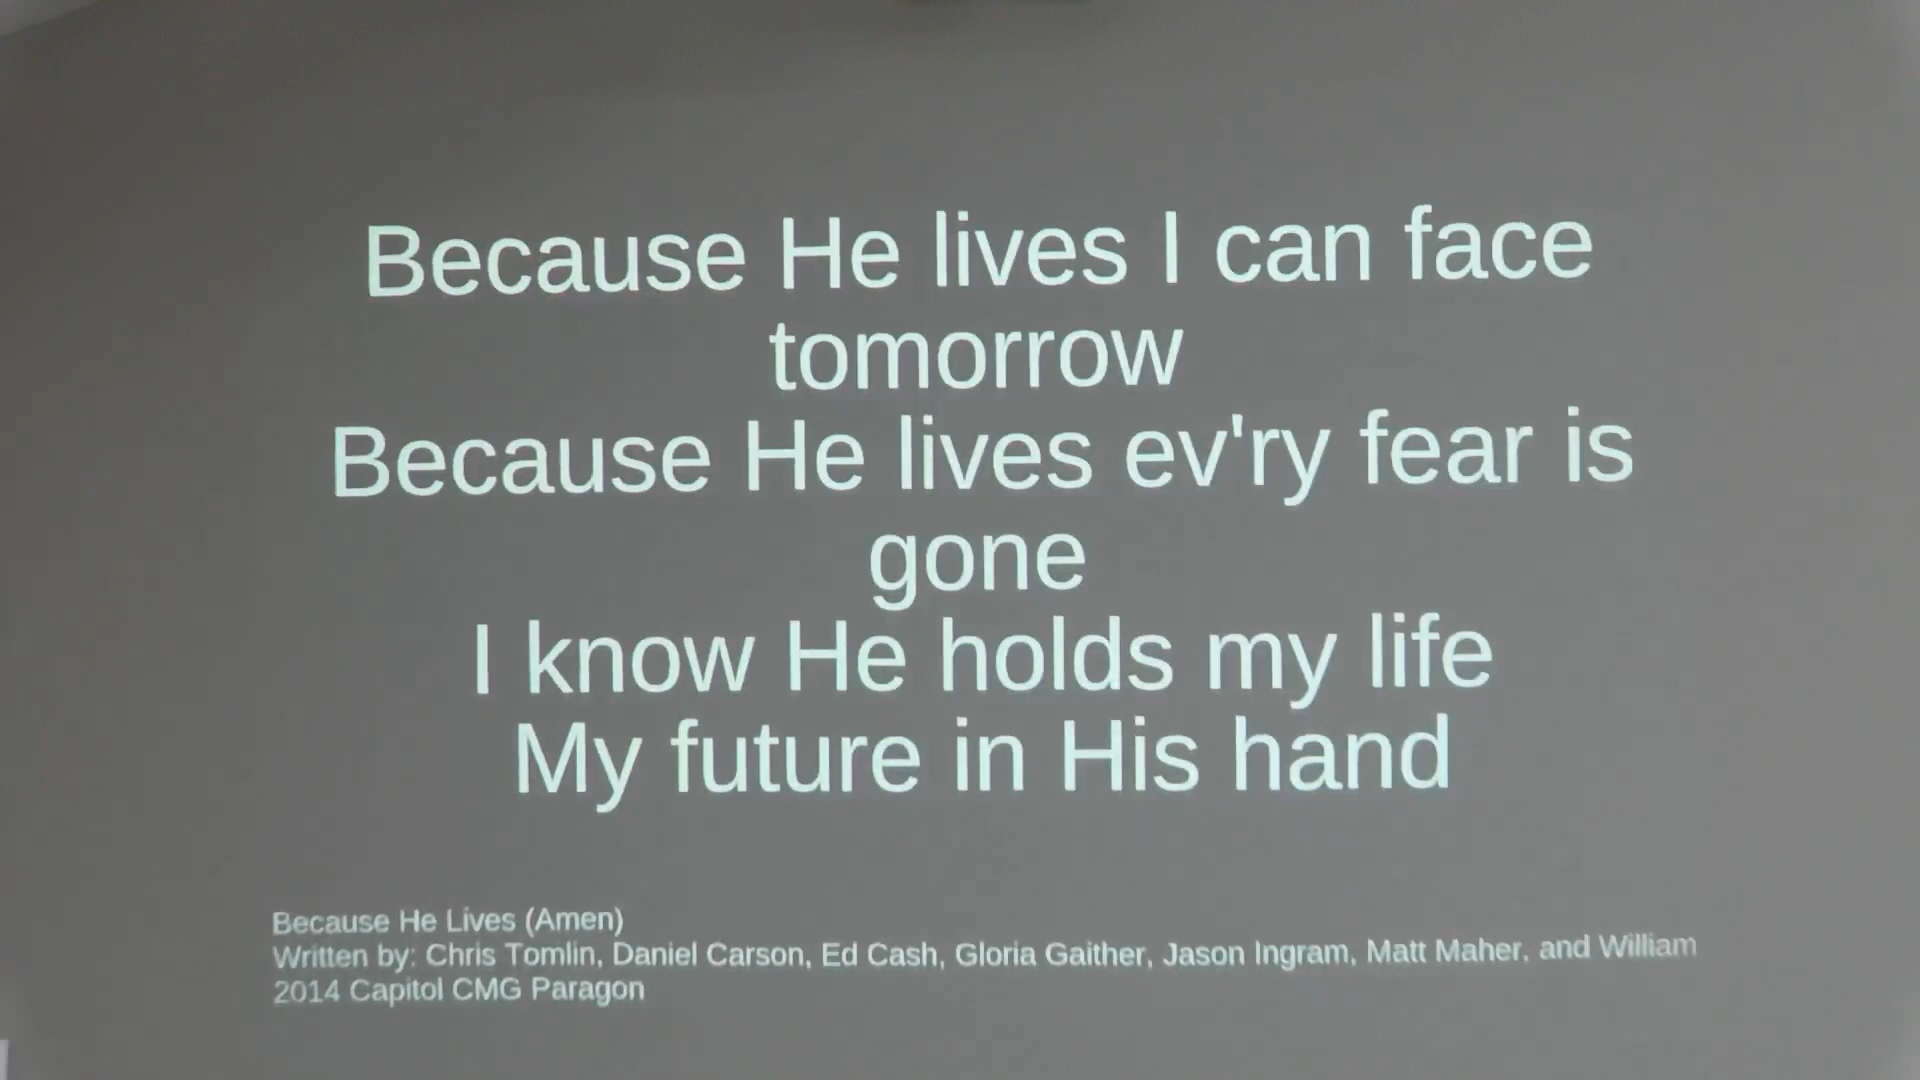 Because He lives I can face
tomorrow
Because He lives ev'ry fear is
gone
I know He holds my life
My future in His hand
Because He Lives (Amen)
Written by: Chris Tomlin, Daniel Carson, Ed Cash, Gloria Gaither, Jason Ingram, Matt Maher, and William
2014 Capitol CMG Paragon